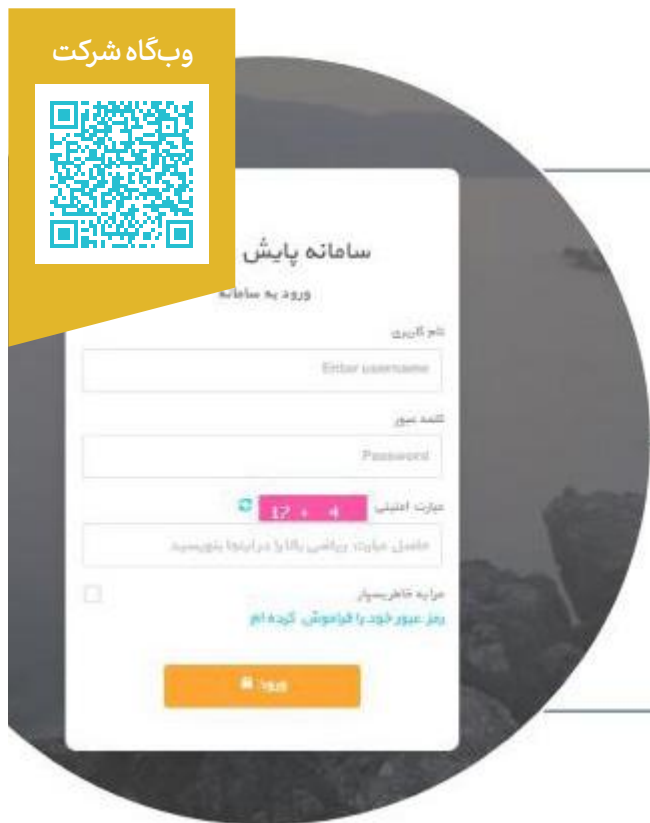 وب‌گاه شرکت
سامانه پایش
ورود به سامانه
نام کاربری
Enter username
کلمه عبور
Password
عبارت امنیتی
17 + 4
حاصل عبارت ریاضی بالا را در اینجا بنویسید
مرا به خاطر بسپار
رمز عبور خود را فراموش کرده ام
ورود